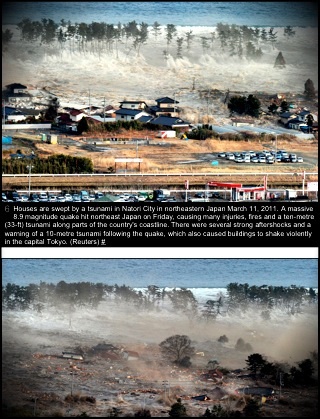 6 Houses are swept by a tsunami in Natori City in northeastern Japan March 11, 2011. A massive
8.9 magnitude quake hit northeast Japan on Friday, causing many injuries, fires and a ten-metre
(33-ft) tsunami along parts of the country's coastline. There were several strong aftershocks and a
warning of a 10-metre tsunami following the quake, which also caused buildings to shake violently
in the capital Tokyo. (Reuters) #